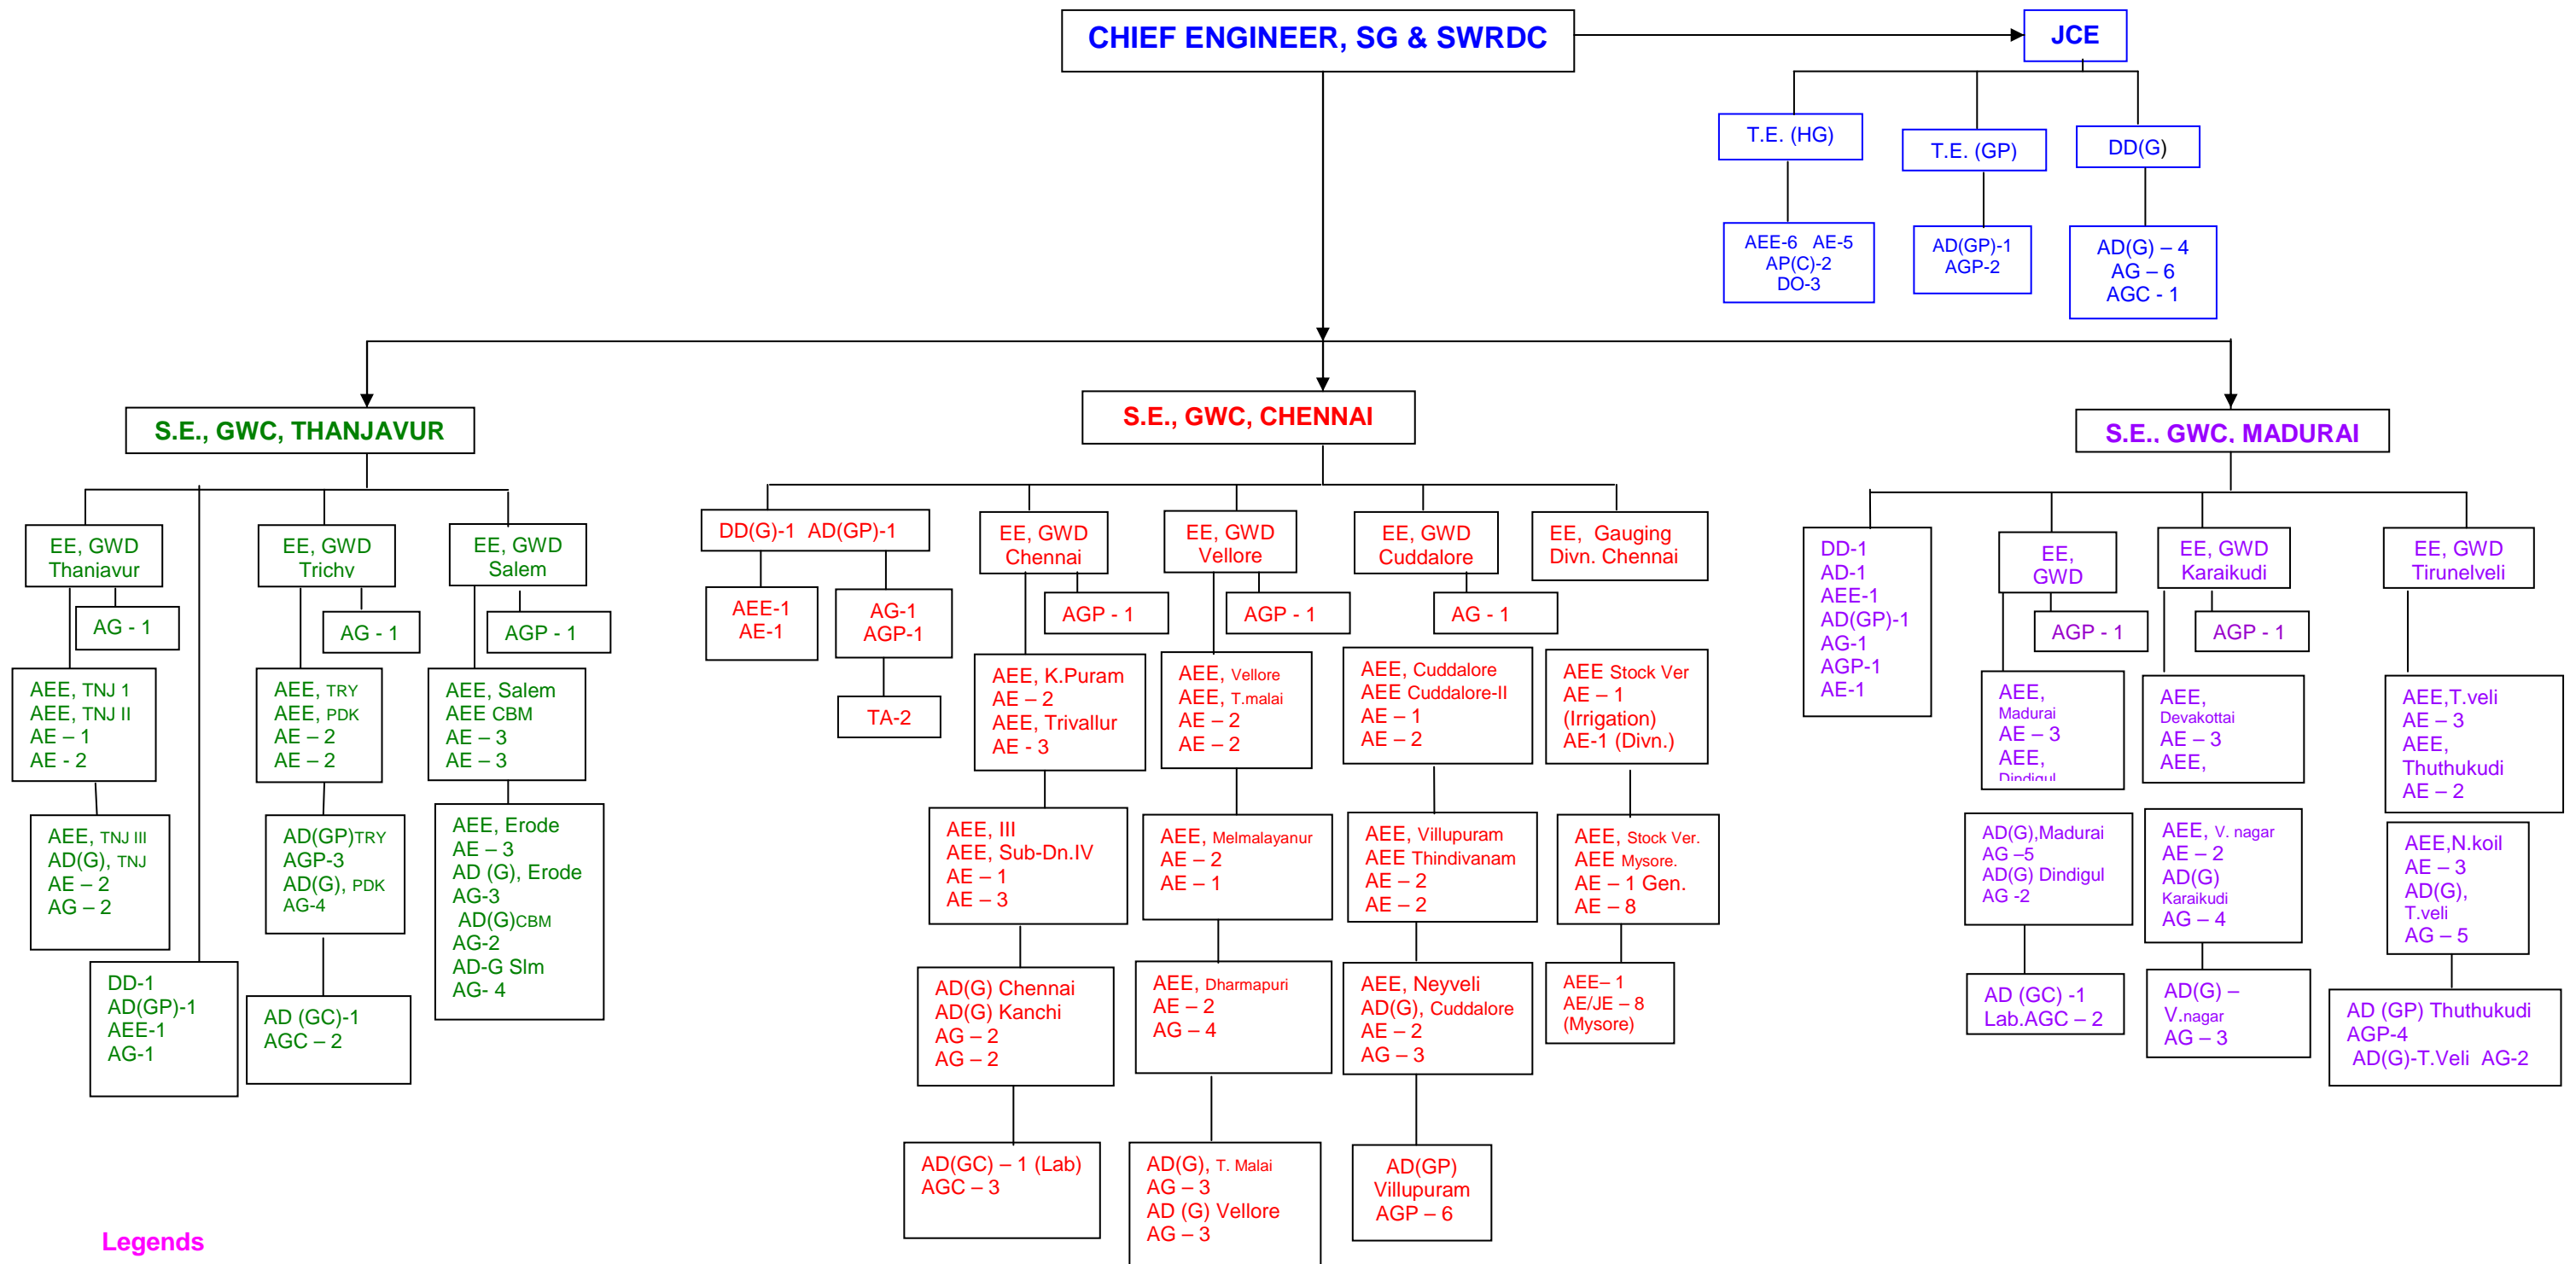 CHIEF ENGINEER, SG & SWRDC
JCE
T.E. (HG)
T.E. (GP)
DD(G)
AEE-6 AE-5
AP(C)-2
DO-3
AD(GP)-1
AGP-2
AD(G) – 4
AG – 6
AGC - 1
S.E., GWC, THANJAVUR
S.E., GWC, CHENNAI
S.E., GWC, MADURAI
EE, GWD
Thanjavur
AG - 1
AEE, TNJ 1
AEE, TNJ II
AE – 1
AE - 2
AEE, TNJ III
AD(G), TNJ
AE – 2
AG – 2
DD-1
AD(GP)-1
AEE-1
AG-1
EE, GWD
Trichy
AG - 1
AEE, TRY
AEE, PDK
AE – 2
AE – 2
AD(GP)TRY
AGP-3
AD(G), PDK
AG-4
AD (GC)-1
AGC – 2
EE, GWD
Salem
AGP - 1
AEE, Salem
AEE CBM
AE – 3
AE – 3
AEE, Erode
AE – 3
AD (G), Erode
AG-3
AD(G)CBM
AG-2
AD-G Slm
AG- 4
DD(G)-1 AD(GP)-1
AEE-1
AE-1
AG-1
AGP-1
TA-2
EE, GWD
Chennai
AGP - 1
AEE, K.Puram
AE – 2
AEE, Trivallur
AE - 3
AEE, III
AEE, Sub-Dn.IV
AE – 1
AE – 3
AD(G) Chennai
AD(G) Kanchi
AG – 2
AG – 2
AD(GC) – 1 (Lab)
AGC – 3
EE, GWD
Vellore
AGP - 1
AEE, Vellore
AEE, T.malai
AE – 2
AE – 2
AEE, Melmalayanur
AE – 2
AE – 1
AEE, Dharmapuri
AE – 2
AG – 4
AD(G), T. Malai
AG – 3
AD (G) Vellore
AG – 3
EE, GWD
Cuddalore
AG - 1
AEE, Cuddalore
AEE Cuddalore-II
AE – 1
AE – 2
AEE, Villupuram
AEE Thindivanam
AE – 2
AE – 2
AEE, Neyveli
AD(G), Cuddalore
AE – 2
AG – 3
AD(GP)
Villupuram
AGP – 6
EE, Gauging
Divn. Chennai
AEE Stock Ver
AE – 1
(Irrigation)
AE-1 (Divn.)
AEE, Stock Ver.
AEE Mysore.
AE – 1 Gen.
AE – 8
AEE– 1
AE/JE – 8
(Mysore)
DD-1
AD-1
AEE-1
AD(GP)-1
AG-1
AGP-1
AE-1
EE,
GWD
AGP - 1
AEE,
Madurai
AE – 3
AEE,
Dindigul
AD(G),Madurai
AG –5
AD(G) Dindigul
AG -2
AD (GC) -1
Lab.AGC – 2
EE, GWD
Karaikudi
AGP - 1
AEE,
Devakottai
AE – 3
AEE,
AEE, V. nagar
AE – 2
AD(G)
Karaikudi
AG – 4
AD(G) –
V.nagar
AG – 3
EE, GWD
Tirunelveli
AEE,T.veli
AE – 3
AEE,
Thuthukudi
AE – 2
AEE,N.koil
AE – 3
AD(G),
T.veli
AG – 5
AD (GP) Thuthukudi
AGP-4
AD(G)-T.Veli AG-2
Legends